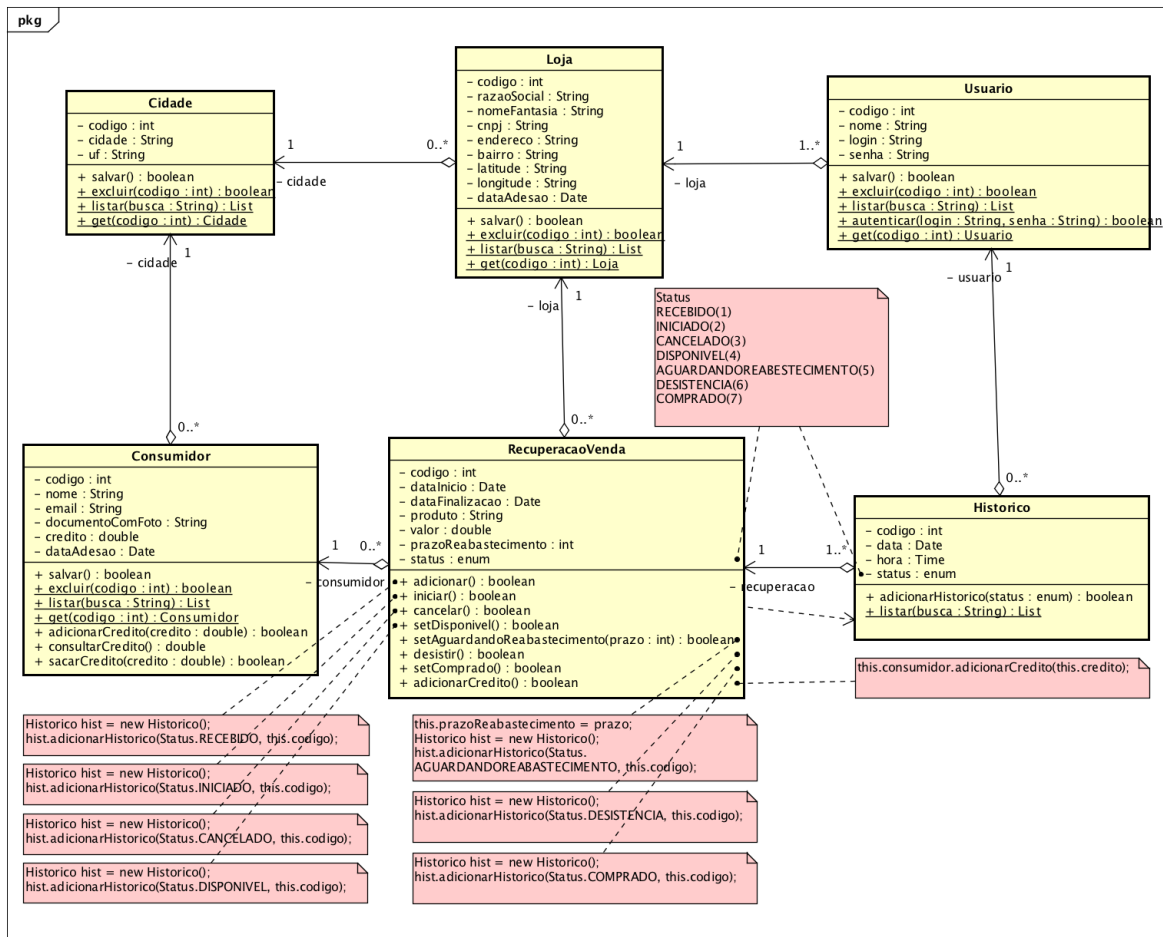 pkg
Loja
– codigo : int
– razaoSocial : String
– nomeFantasia : String
– cnpj : String
– endereco : String
– bairro : String
– latitude : String
– longitude : String
– dataAdesao : Date
+ salvar() : boolean
+ excluir(codigo : int) : boolean
+ listar(busca : String) : List
+ get(codigo : int) : Loja
Cidade
– codigo : int
– cidade : String
– uf : String
+ salvar() : boolean
+ excluir(codigo : int) : boolean
+ listar(busca : String) : List
+ get(codigo : int) : Cidade
Usuario
– codigo : int
– nome : String
– login : String
– senha : String
+ salvar() : boolean
+ excluir(codigo : int) : boolean
+ listar(busca : String) : List
+ autenticar(login : String, senha : String) : boolean
+ get(codigo : int) : Usuario
1
0..*
– cidade
1
1..*
– loja
1
– cidade
0..*
1
– loja
0..*
1
– usuario
0..*
Status
RECEBIDO(1)
INICIADO(2)
CANCELADO(3)
DISPONIVEL(4)
AGUARDANDOREABESTECIMENTO(5)
DESISTENCIA(6)
COMPRADO(7)
Consumidor
– codigo : int
– nome : String
– email : String
– documentoComFoto : String
– credito : double
– dataAdesao : Date
+ salvar() : boolean
+ excluir(codigo : int) : boolean
+ listar(busca : String) : List
+ get(codigo : int) : Consumidor
+ adicionarCredito(credito : double) : boolean
+ consultarCredito() : double
+ sacarCredito(credito : double) : boolean
1
0..*
– consumidor
RecuperacaoVenda
– codigo : int
– dataInicio : Date
– dataFinalizacao : Date
– produto : String
– valor : double
– prazoReabastecimento : int
– status : enum
+ adicionar() : boolean
+ iniciar() : boolean
+ cancelar() : boolean
+ setDisponivel() : boolean
+ setAguardandoReabastecimento(prazo : int) : boolean
+ desistir() : boolean
+ setComprado() : boolean
+ adicionarCredito() : boolean
1
1..*
– recuperacao
Historico
– codigo : int
– data : Date
– hora : Time
– status : enum
+ adicionarHistorico(status : enum) : boolean
+ listar(busca : String) : List
this.consumidor.adicionarCredito(this.credito);
Historico hist = new Historico();
hist.adicionarHistorico(Status.RECEBIDO, this.codigo);
Historico hist = new Historico();
hist.adicionarHistorico(Status.INICIADO, this.codigo);
Historico hist = new Historico();
hist.adicionarHistorico(Status.CANCELADO, this.codigo);
Historico hist = new Historico();
hist.adicionarHistorico(Status.DISPONIVEL, this.codigo);
this.prazoReabastecimento = prazo;
Historico hist = new Historico();
hist.adicionarHistorico(Status.
AGUARDANDOREABASTECIMENTO, this.codigo);
Historico hist = new Historico();
hist.adicionarHistorico(Status.DESISTENCIA, this.codigo);
Historico hist = new Historico();
hist.adicionarHistorico(Status.COMPRADO, this.codigo);